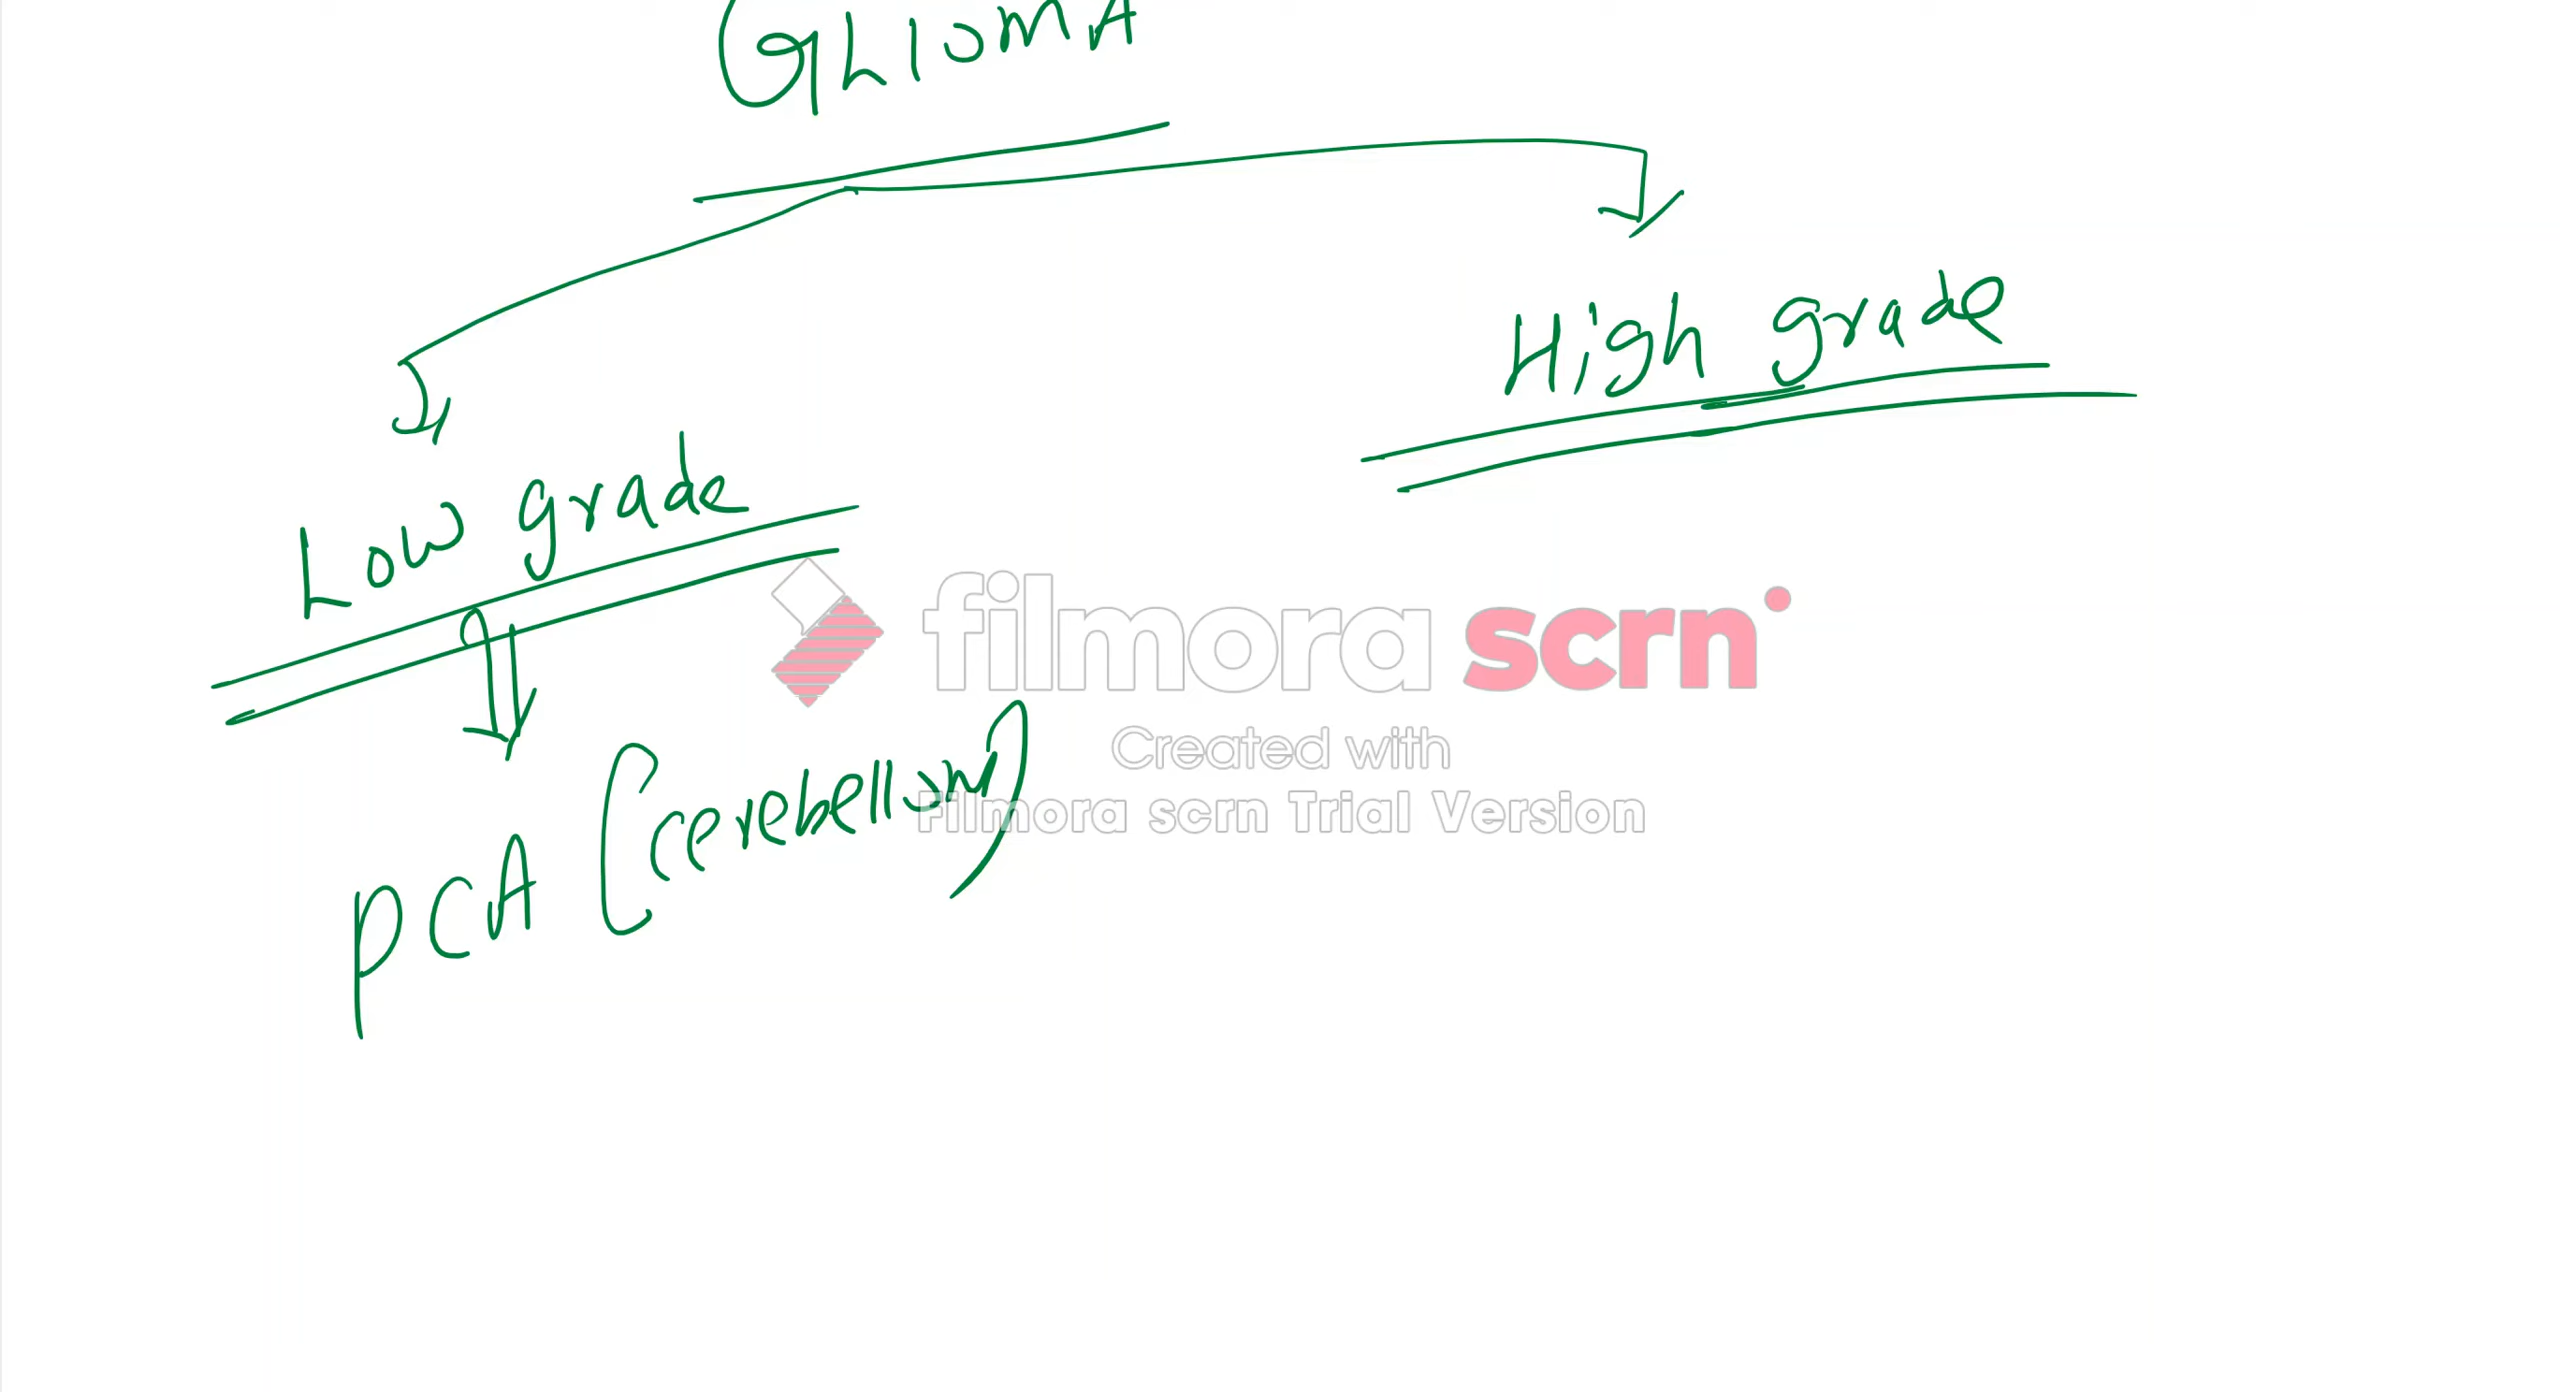 GLIOMA
High grade
Low grade
filmora scrn
Created with
Filmora scrn Trial Version
PCA (cerebellum)